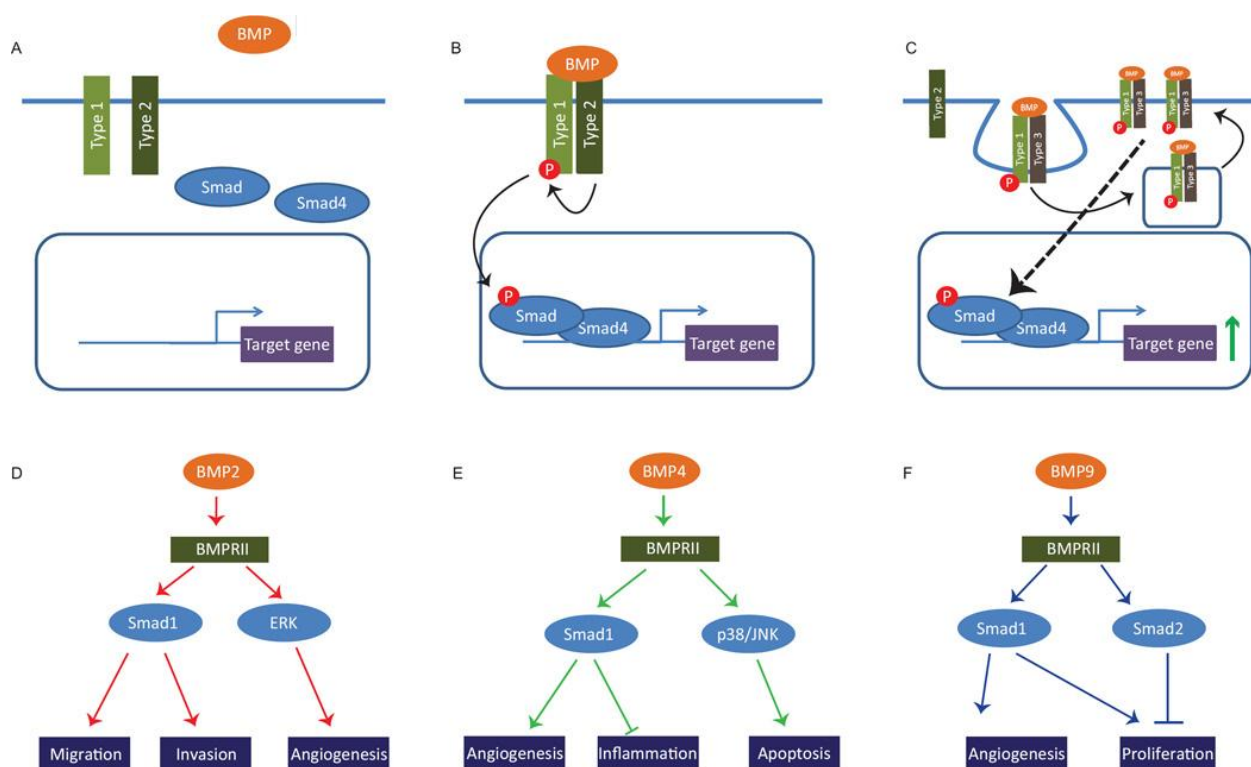 A
BMP
Type 1
Type 2
Smad
Smad4
Target gene
B
BMP
Type 1
Type 2
P
P
Smad
Smad4
Target gene
C
Type 2
BMP
Type 1
Type 3
P
BMP
Type 1
Type 3
P
BMP
Type 1
Type 3
P
BMP
Type 1
Type 3
P
P
Smad
Smad4
Target gene
D
BMP2
BMPRII
Smad1
ERK
Migration
Invasion
Angiogenesis
E
BMP4
BMPRII
Smad1
p38/JNK
Angiogenesis
Inflammation
Apoptosis
F
BMP9
BMPRII
Smad1
Smad2
Angiogenesis
Proliferation